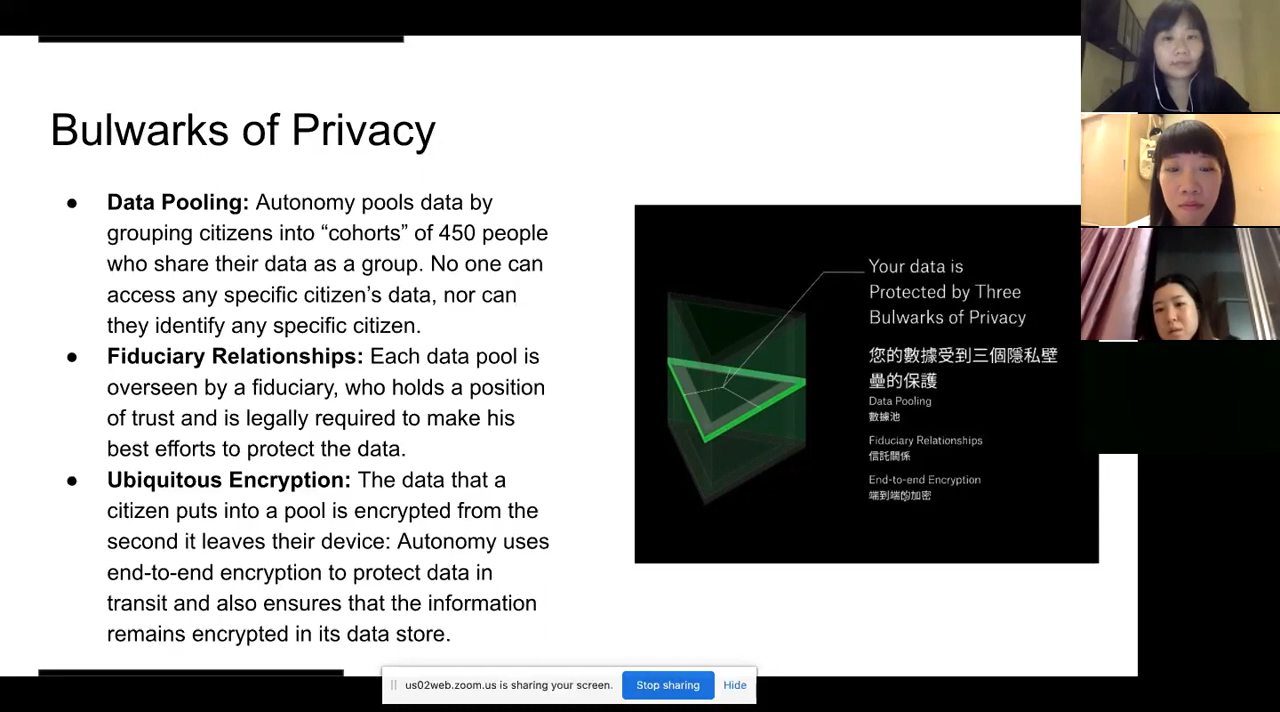 Bulwarks of Privacy
● Data Pooling: Autonomy pools data by
grouping citizens into “cohorts” of 450 people
who share their data as a group. No one can
access any specific citizen’s data, nor can
they identify any specific citizen.
● Fiduciary Relationships: Each data pool is
overseen by a fiduciary, who holds a position
of trust and is legally required to make his
best efforts to protect the data.
● Ubiquitous Encryption: The data that a
citizen puts into a pool is encrypted from the
second it leaves their device: Autonomy uses
end-to-end encryption to protect data in
transit and also ensures that the information
remains encrypted in its data store.
Your data is
Protected by Three
Bulwarks of Privacy
您的數據受到三個隱私壁
壘的保護
Data Pooling
數據池
Fiduciary Relationships
信託關係
End-to-end Encryption
端到端的加密
us02web.zoom.us is sharing your screen.
Stop sharing
Hide